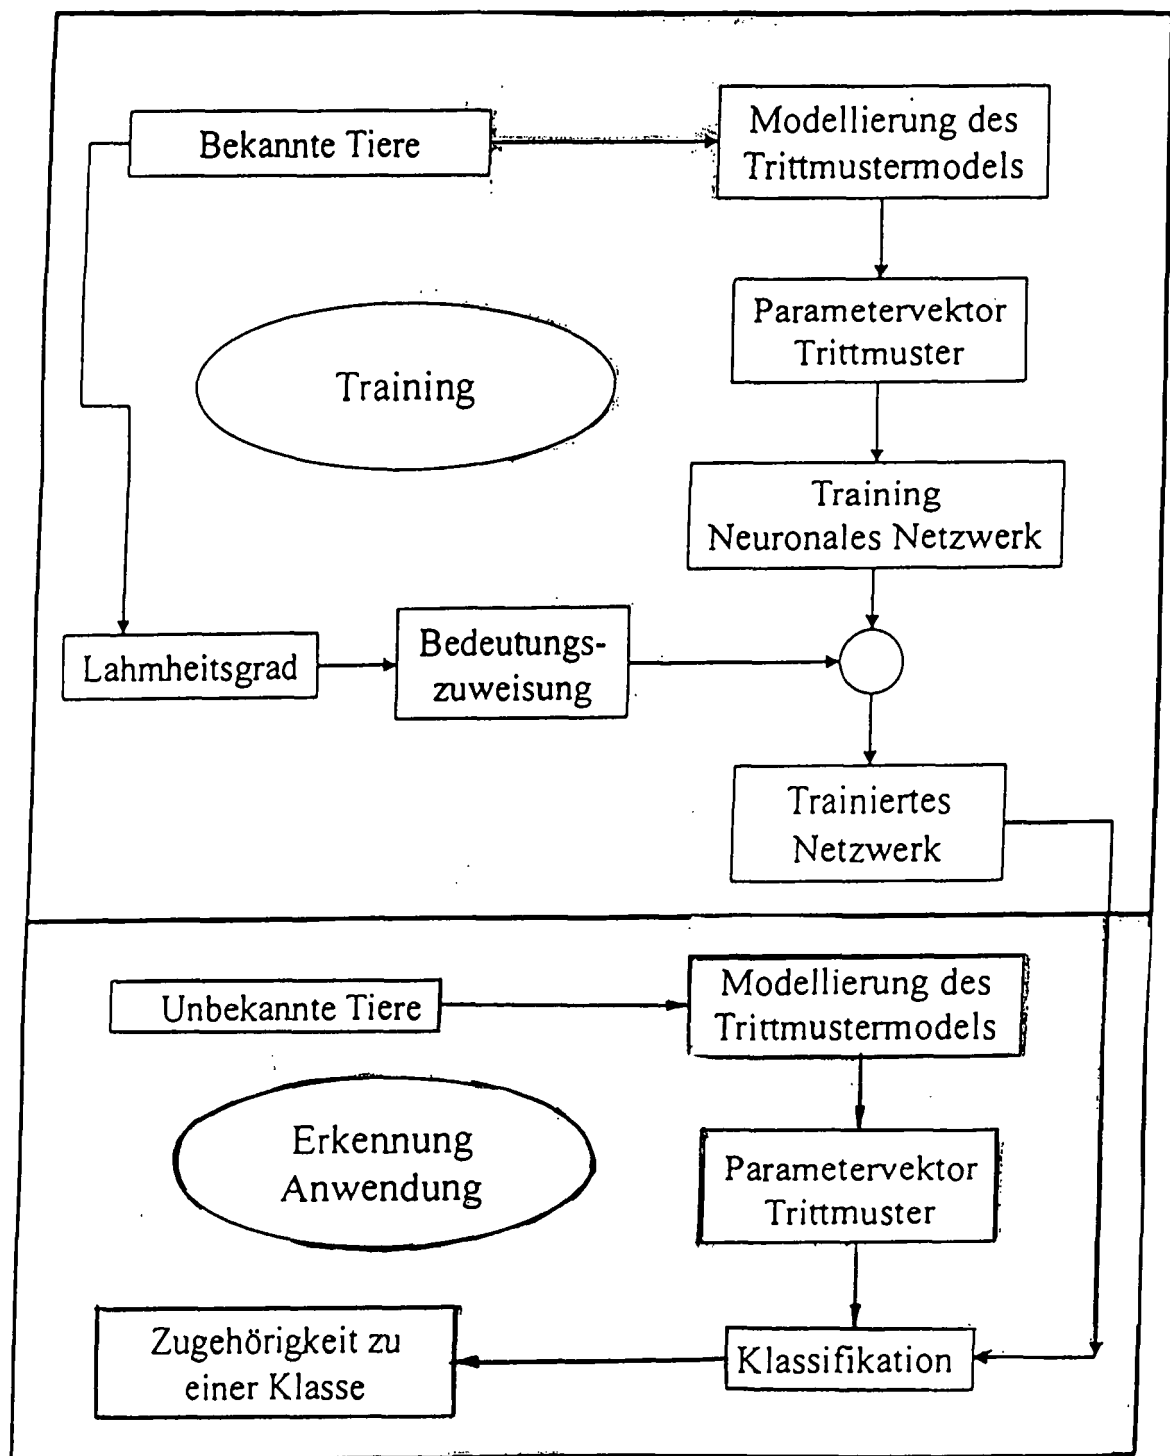 Bekannte Tiere
Modellierung des
Trittmustermodels
Parametervektor
Trittmuster
Training
Training
Neuronales Netzwerk
Lahmheitsgrad
Bedeutungs-
zuweisung
Trainiertes
Netzwerk
Unbekannte Tiere
Modellierung des
Trittmustermodels
Erkennung
Anwendung
Parametervektor
Trittmuster
Zugehörigkeit zu
einer Klasse
Klassifikation